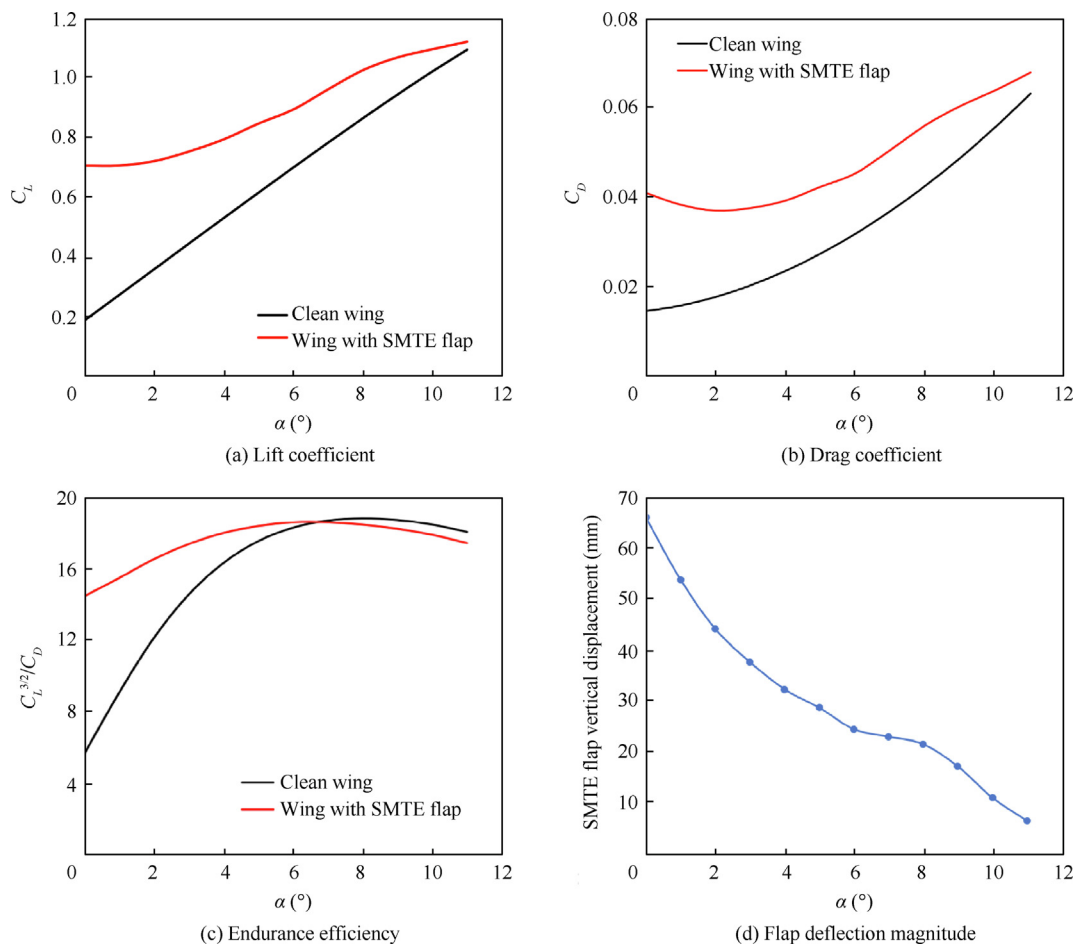 1.2
1.0
0.8
0.6
0.4
0.2
C_L
Clean wing
Wing with SMTE flap
0 2 4 6 8 10 12
α (°)
(a) Lift coefficient
0.08
0.06
0.04
0.02
C_D
Clean wing
Wing with SMTE flap
0 2 4 6 8 10 12
α (°)
(b) Drag coefficient
20
16
12
8
4
0
C_L^{3/2}/C_D
Clean wing
Wing with SMTE flap
0 2 4 6 8 10 12
α (°)
(c) Endurance efficiency
70
60
50
40
30
20
10
0
SMTE flap vertical displacement (mm)
2 4 6 8 10 12
α (°)
(d) Flap deflection magnitude